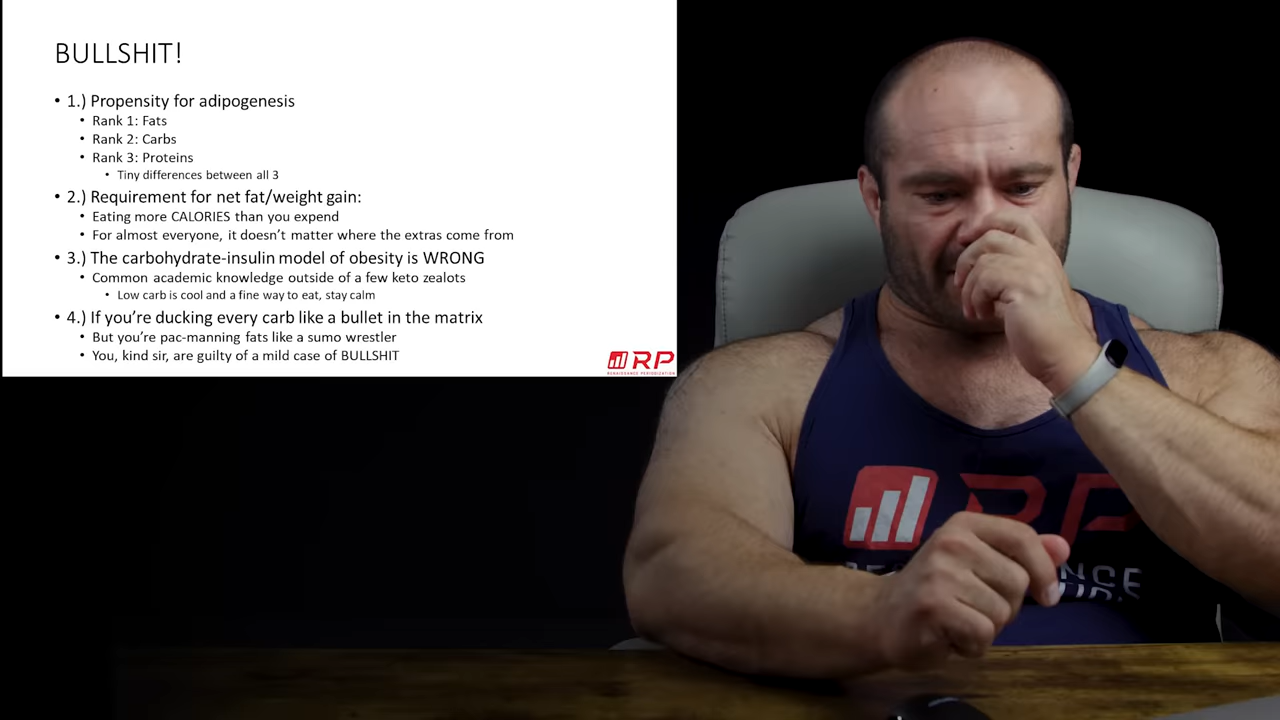 BULLSHIT!
• 1.) Propensity for adipogenesis
• Rank 1: Fats
• Rank 2: Carbs
• Rank 3: Proteins
• Tiny differences between all 3
• 2.) Requirement for net fat/weight gain:
• Eating more CALORIES than you expend
• For almost everyone, it doesn't matter where the extras come from
• 3.) The carbohydrate-insulin model of obesity is WRONG
• Common academic knowledge outside of a few keto zealots
• Low carb is cool and a fine way to eat, stay calm
• 4.) If you're ducking every carb like a bullet in the matrix
• But you're pac-manning fats like a sumo wrestler
• You, kind sir, are guilty of a mild case of BULLSHIT
RP
RENAISSANCE PERIODIZATION
RP